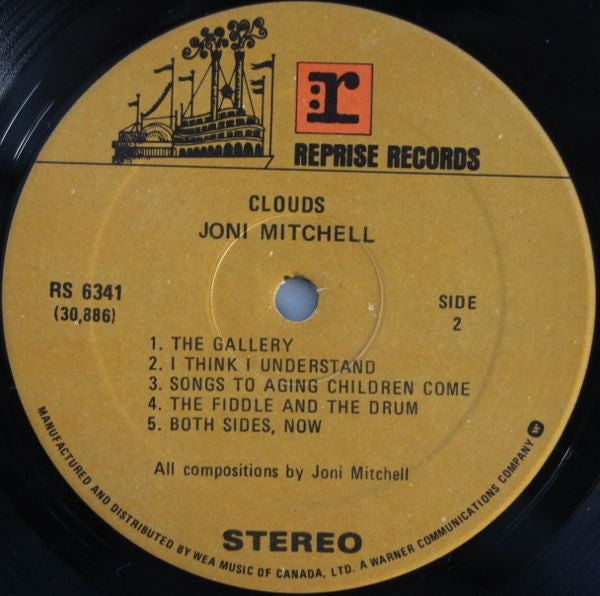 r
REPRISE RECORDS
CLOUDS
JONI MITCHELL
RS 6341
(30,886)
SIDE
2
1. THE GALLERY
2. I THINK I UNDERSTAND
3. SONGS TO AGING CHILDREN COME
4. THE FIDDLE AND THE DRUM
5. BOTH SIDES, NOW
All compositions by Joni Mitchell
STEREO
MANUFACTURED AND DISTRIBUTED BY WEA MUSIC OF CANADA, LTD. A WARNER COMMUNICATIONS COMPANY